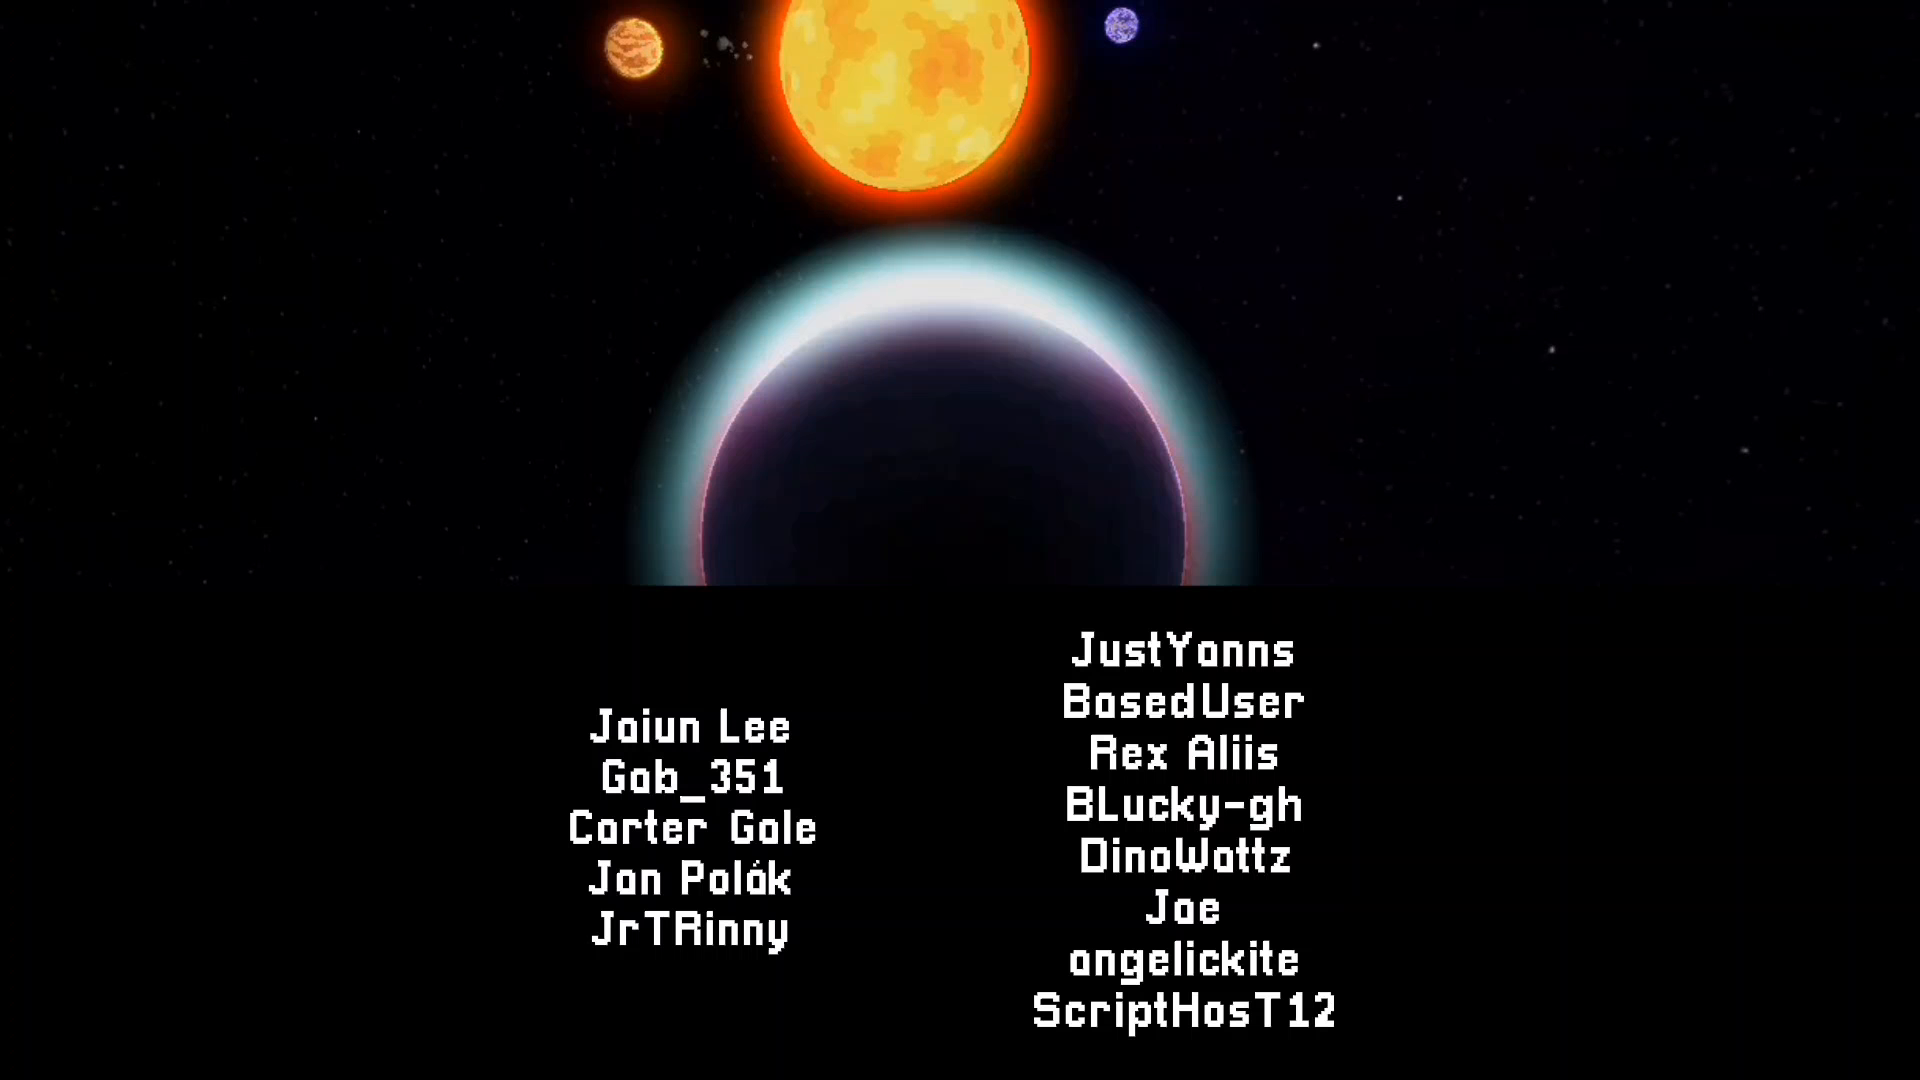 Jaiun Lee
Gab_351
Carter Gale
Jan Polák
JrTRinny
JustYanns
BasedUser
Rex Aliis
BLucky-gh
DinoWattz
Jae
angelickite
ScriptHasT12